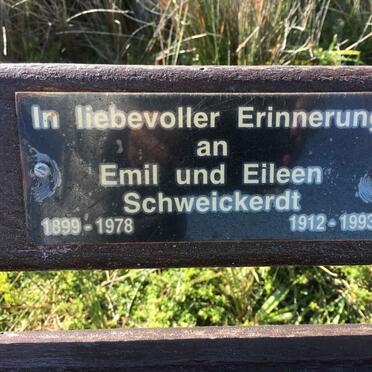 In liebevoller Erinnerung
an
Emil und Eileen
Schweickerdt
1899 - 1978 1912 - 1993